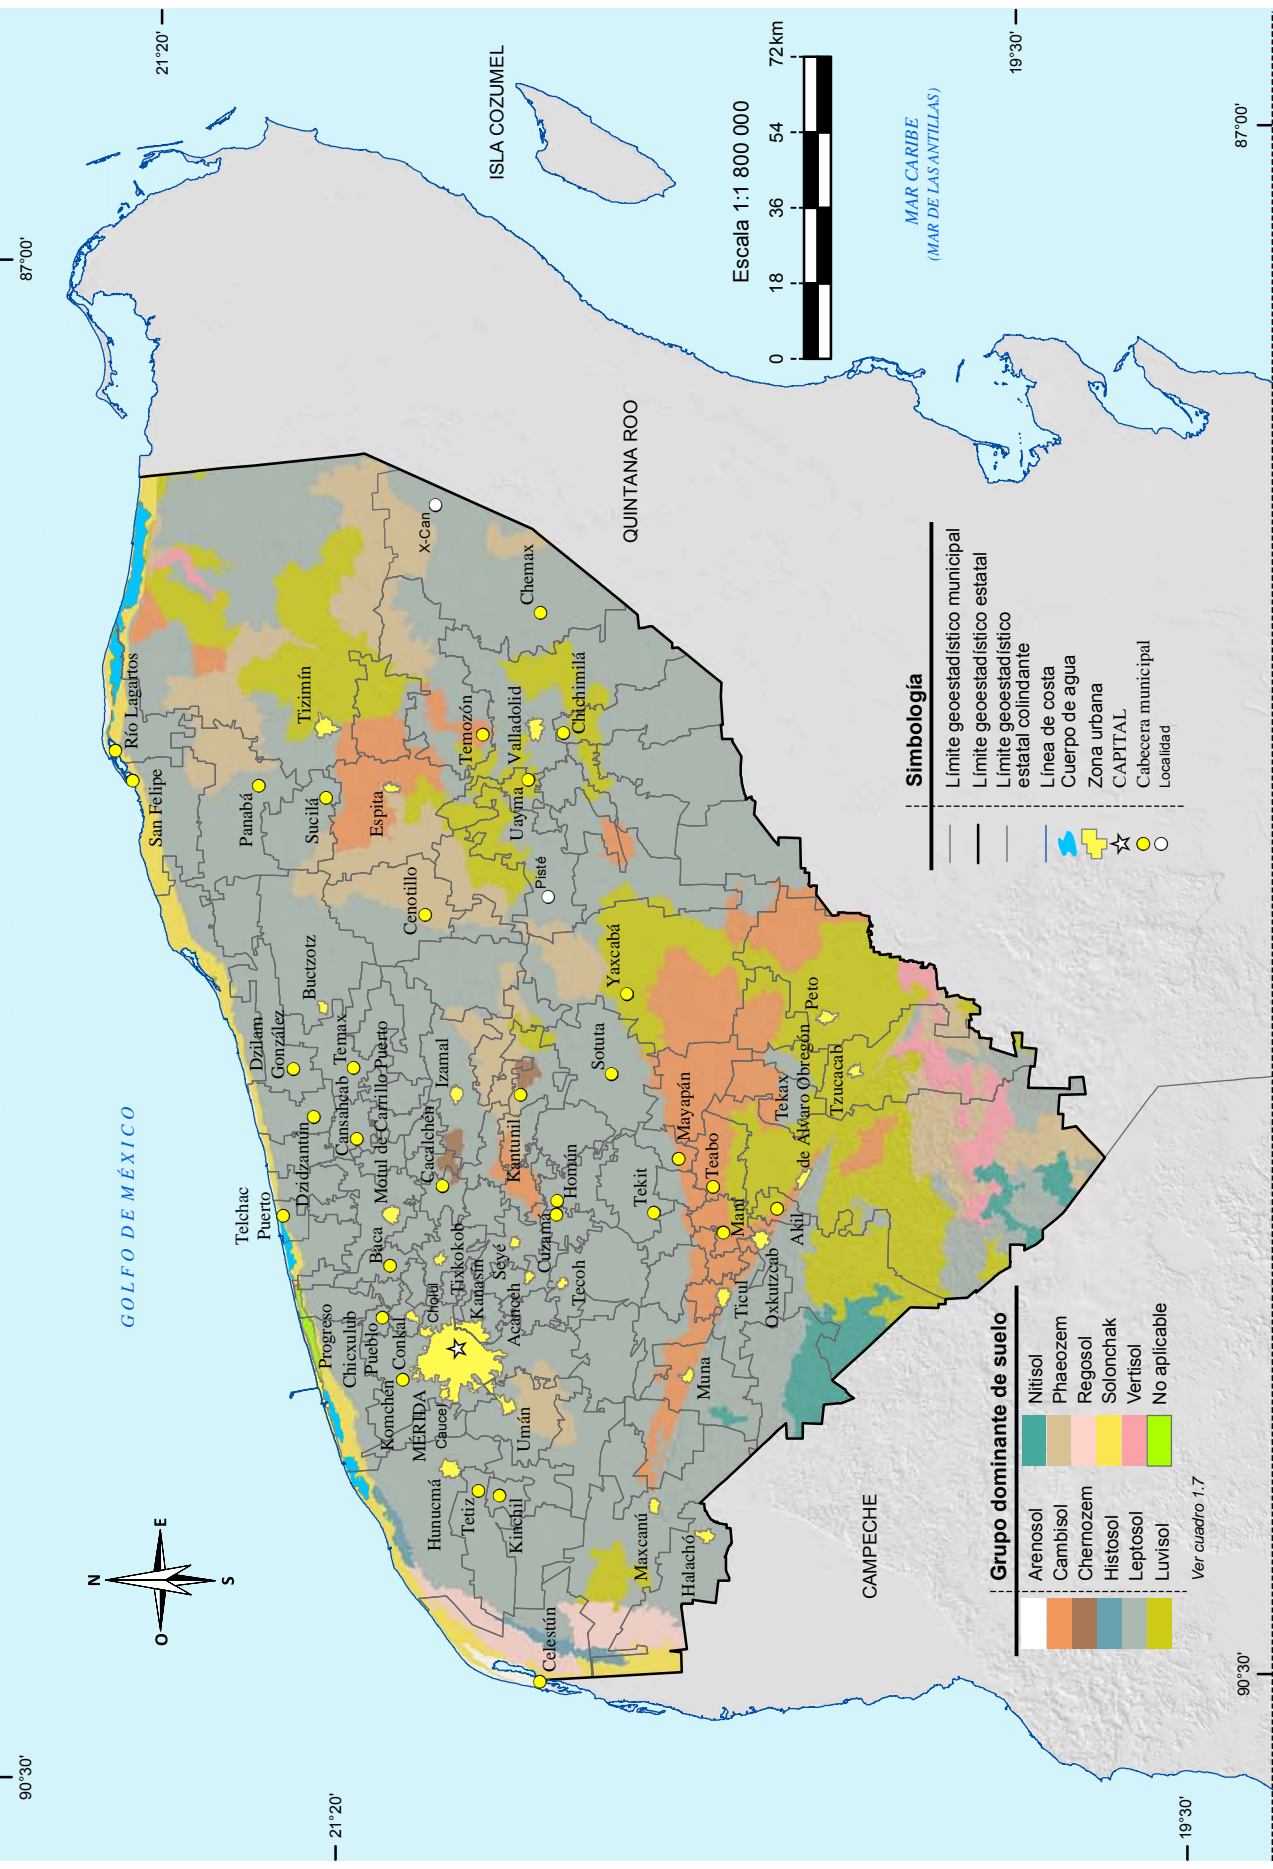 90°30'
87°00'
21°20'
21°20'
19°30'
19°30'
90°30'
87°00'
N
O
E
S
GOLFO DE MÉXICO
ISLA COZUMEL
Escala 1:1 800 000
0 18 36 54 72km
MAR CARIBE
(MAR DE LAS ANTILLAS)
QUINTANA ROO
CAMPECHE
Río Lagartos
San Felipe
Panabá
Tizimín
Sucilá
Espita
X-Can
Chemax
Temozón
Valladolid
Chichimilá
Uayma
Pisté
Cenotillo
Buctzotz
Dzilam
González
Temax
Cansahcab
Dzidzantún
Telchac
Puerto
Motul de Carrillo Puerto
Baca
Progreso
Chicxulub
Pueblo
Conkal
Cholul
Komchén
MÉRIDA
Caucel
Umán
Hunucmá
Tetiz
Kinchil
Celestún
Maxcanú
Halachó
Muna
Ticul
Oxkutzcab
Akil
Maní
Teabo
Mayapán
Tekit
Tecoh
Cuzamá
Homún
Acanceh
Seyé
Kanasín
Tixkokob
Cacalchén
Izamal
Kantunil
Sotuta
Yaxcabá
Peto
Tzucacab
Tekax
de Álvaro Obregón
Simbología
Límite geoestadístico municipal
Límite geoestadístico estatal
Límite geoestadístico
estatal colindante
Línea de costa
Cuerpo de agua
Zona urbana
CAPITAL
Cabecera municipal
Localidad
Grupo dominante de suelo
Arenosol
Cambisol
Chernozem
Histosol
Leptosol
Luvisol
Nitisol
Phaeozem
Regosol
Solonchak
Vertisol
No aplicable
Ver cuadro 1.7